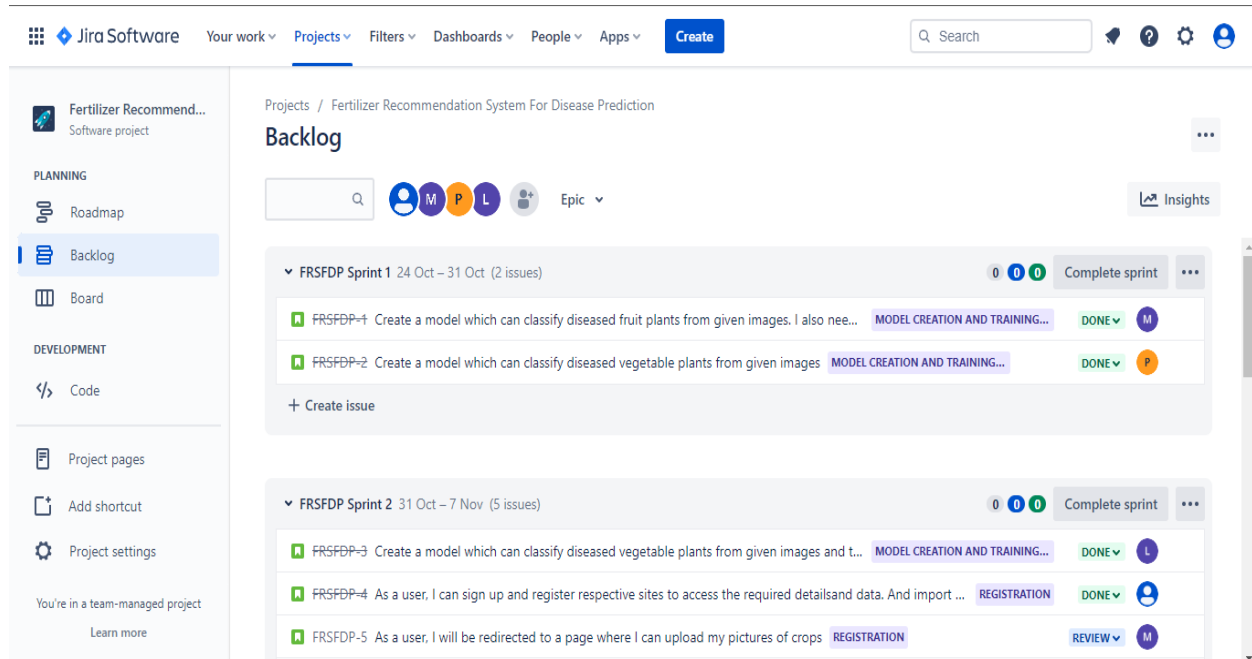 Jira Software Your work Projects Filters Dashboards People Apps Create Search
Fertilizer Recommend...
Software project
PLANNING
Roadmap
Backlog
Board
DEVELOPMENT
Code
Project pages
Add shortcut
Project settings
You're in a team-managed project
Learn more
Projects / Fertilizer Recommendation System For Disease Prediction
Backlog
M P L Epic Insights
FRSFDP Sprint 1 24 Oct – 31 Oct (2 issues) 0 0 0 Complete sprint
FRSFDP-1 Create a model which can classify diseased fruit plants from given images. I also nee... MODEL CREATION AND TRAINING... DONE M
FRSFDP-2 Create a model which can classify diseased vegetable plants from given images MODEL CREATION AND TRAINING... DONE P
+ Create issue
FRSFDP Sprint 2 31 Oct – 7 Nov (5 issues) 0 0 0 Complete sprint
FRSFDP-3 Create a model which can classify diseased vegetable plants from given images and t... MODEL CREATION AND TRAINING... DONE L
FRSFDP-4 As a user, I can sign up and register respective sites to access the required detailsand data. And import ... REGISTRATION DONE
FRSFDP-5 As a user, I will be redirected to a page where I can upload my pictures of crops REGISTRATION REVIEW M